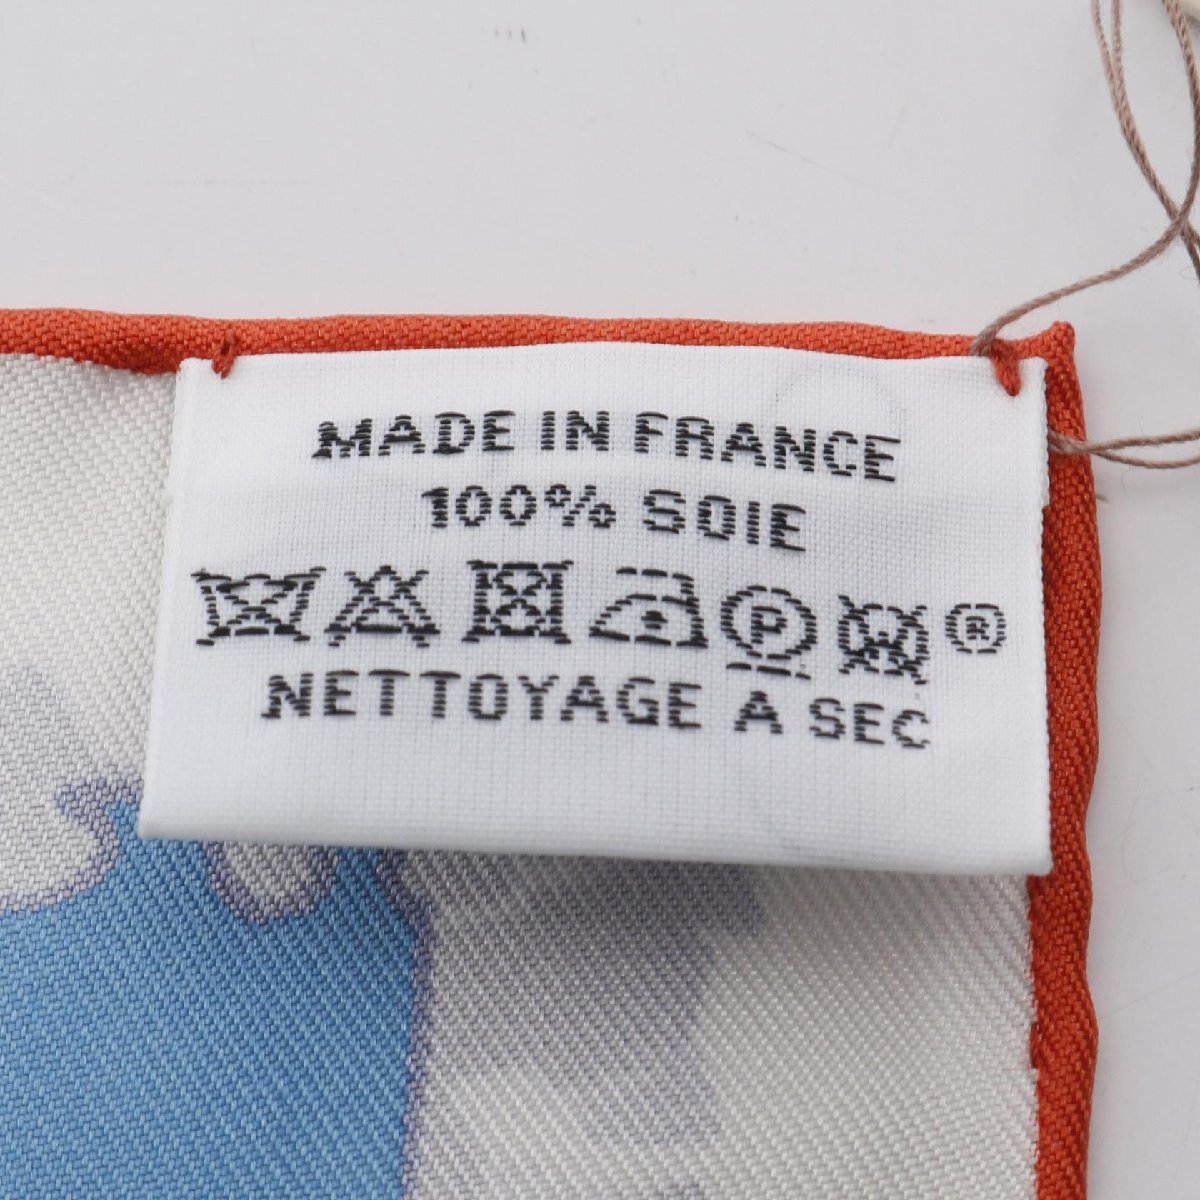 MADE IN FRANCE
100% SOIE
P ®
NETTOYAGE A SEC